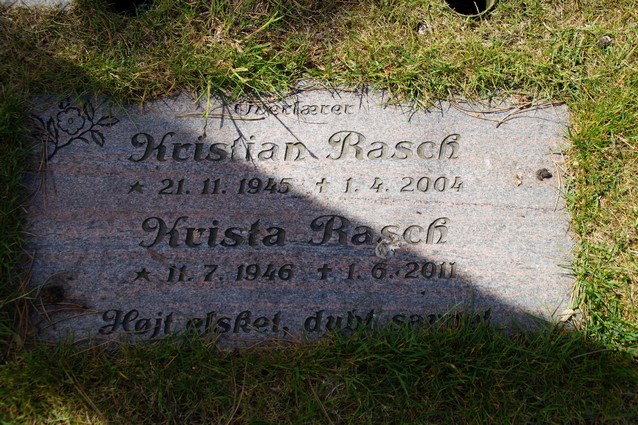 Overlærer
Kristian Rasch
★ 21. 11. 1945 ✝ 1. 4. 2004
Krista Rasch
★ 11. 7. 1946 ✝ 1. 6. 2011
Højt elsket, dybt savnet